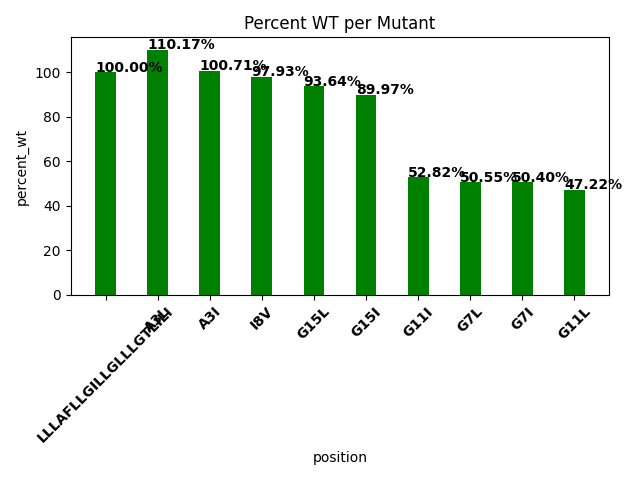 Percent WT per Mutant
100.00%
110.17%
100.71%
97.93%
93.64%
89.97%
52.82%
50.55%
50.40%
47.22%
percent_wt
100
80
60
40
20
0
A3L
A3I
I8V
G15L
G15I
G11I
G7L
G7I
G11L
position